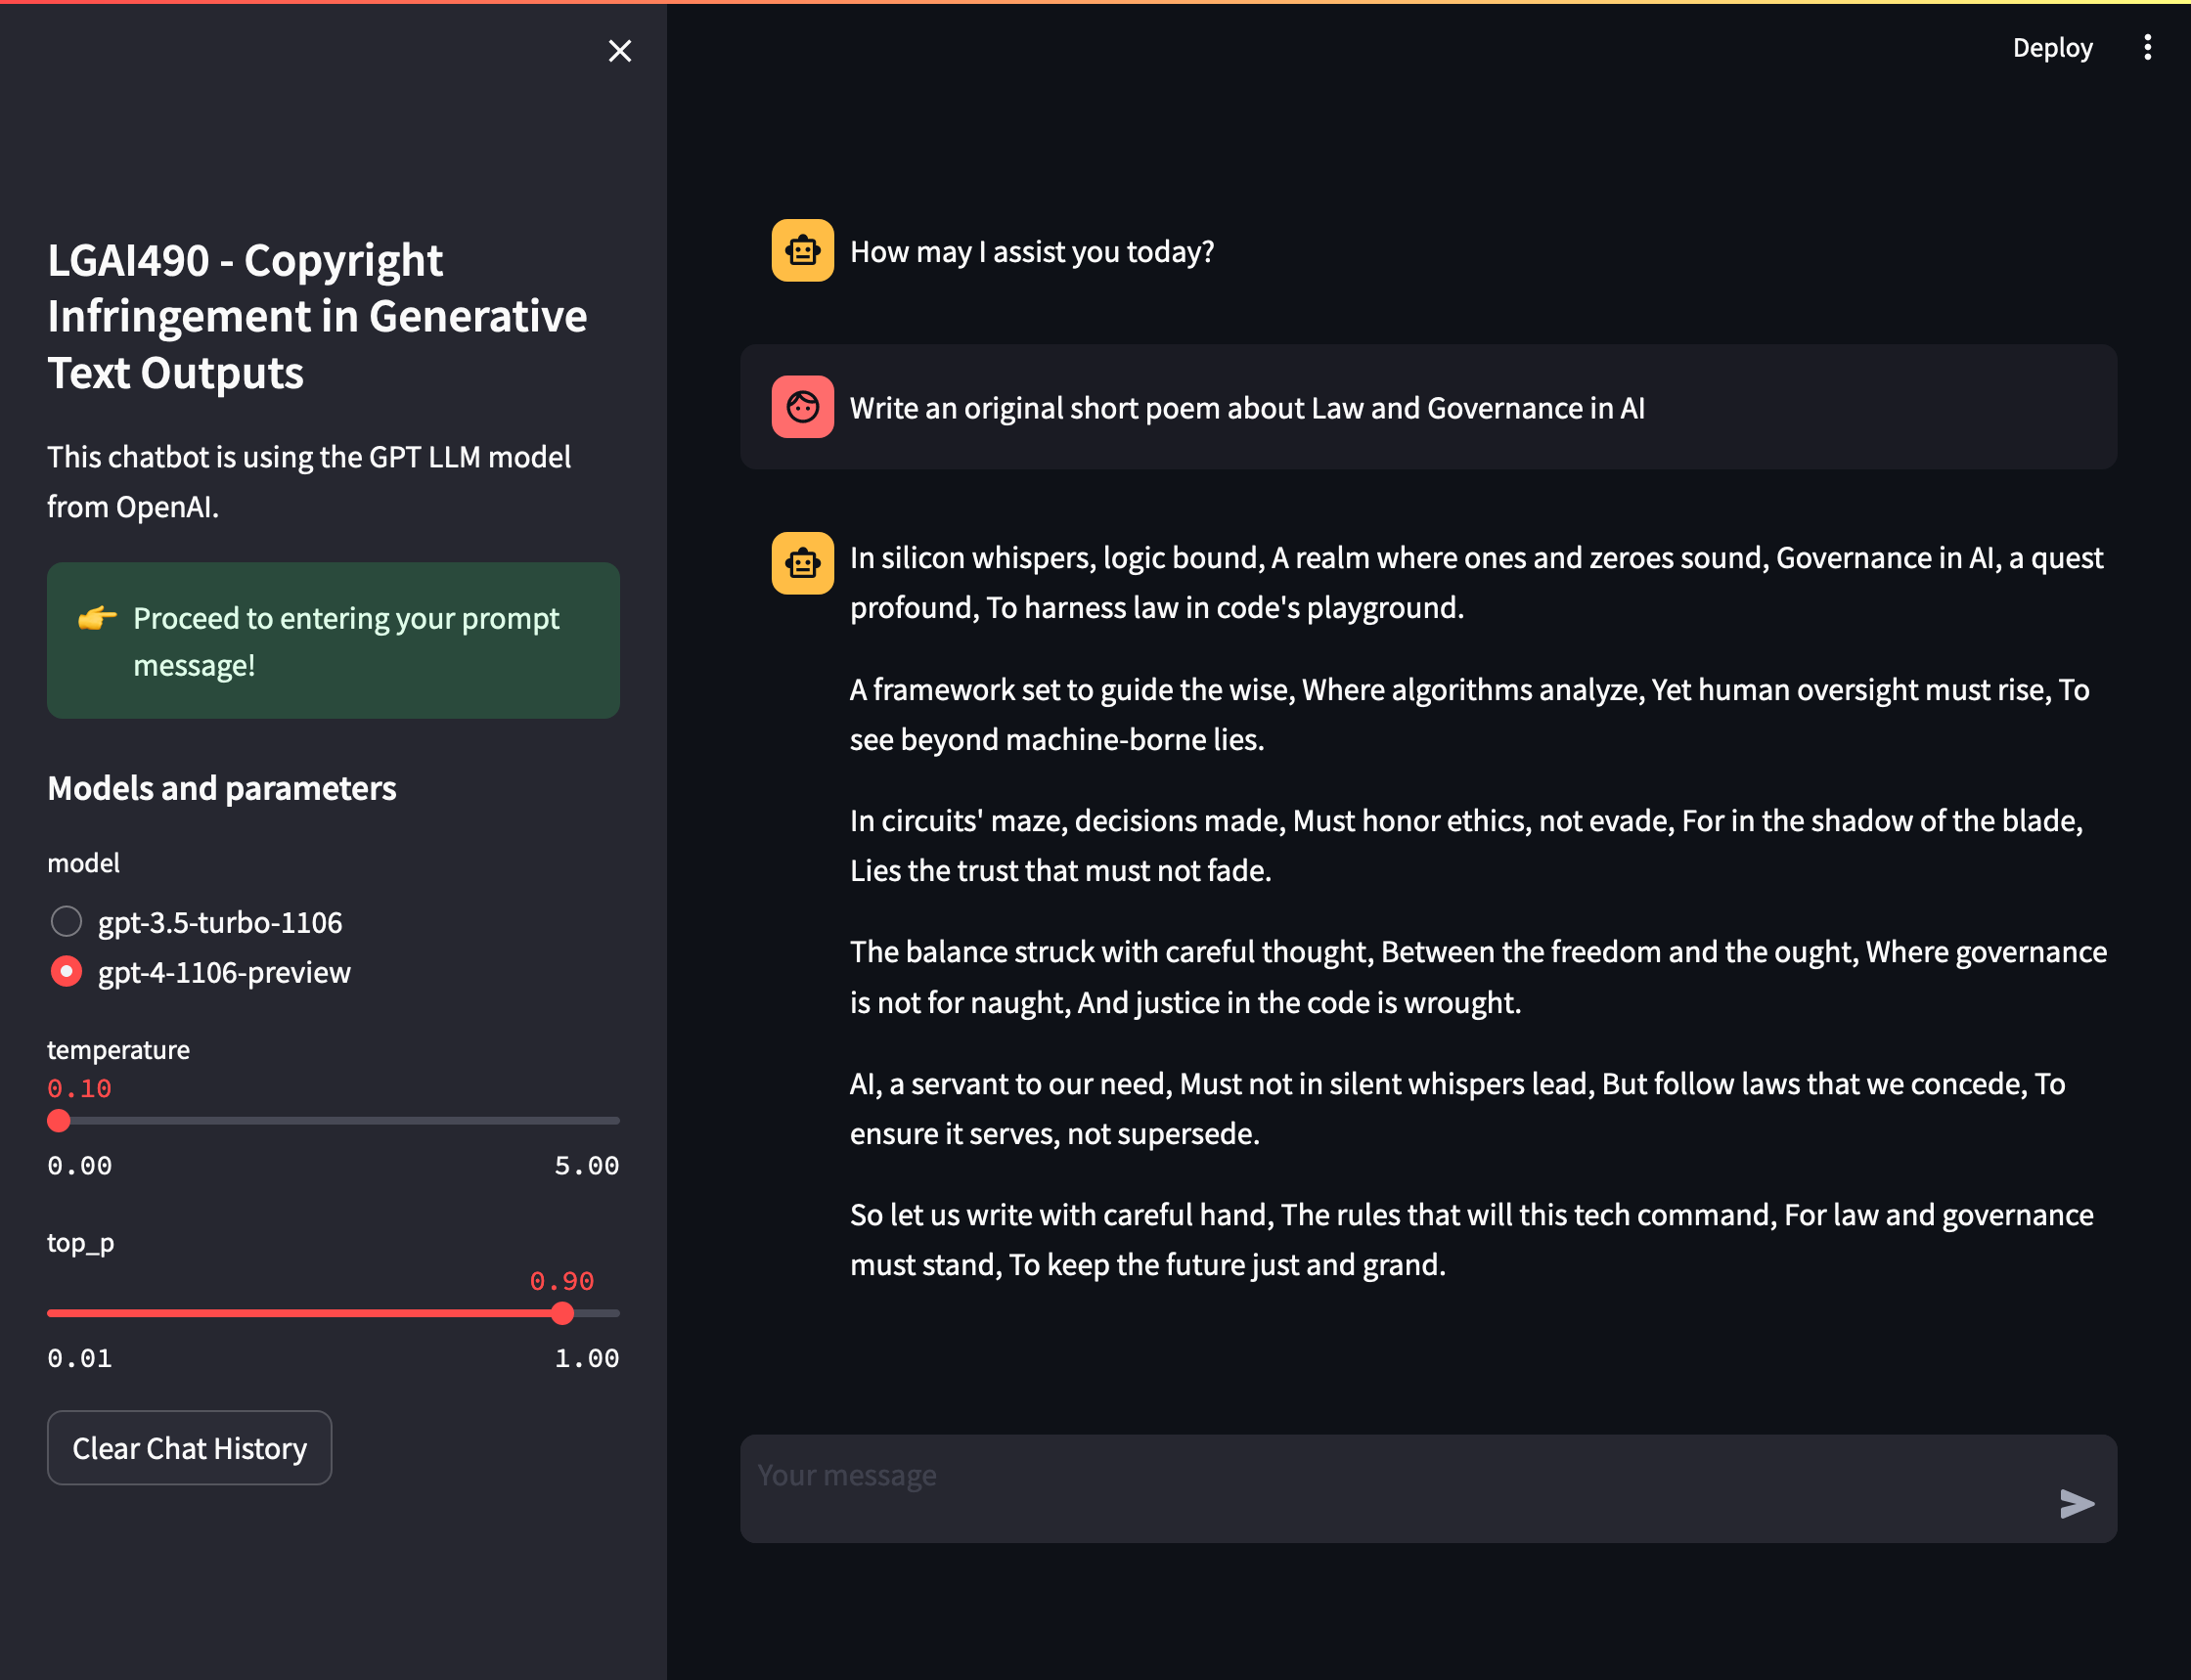 LGAI490 - Copyright
Infringement in Generative
Text Outputs
This chatbot is using the GPT LLM model
from OpenAI.
👉 Proceed to entering your prompt
message!
Models and parameters
model
gpt-3.5-turbo-1106
gpt-4-1106-preview
temperature
0.10
0.00 5.00
top_p
0.90
0.01 1.00
Clear Chat History
Deploy
How may I assist you today?
Write an original short poem about Law and Governance in AI
In silicon whispers, logic bound, A realm where ones and zeroes sound, Governance in AI, a quest
profound, To harness law in code's playground.
A framework set to guide the wise, Where algorithms analyze, Yet human oversight must rise, To
see beyond machine-borne lies.
In circuits' maze, decisions made, Must honor ethics, not evade, For in the shadow of the blade,
Lies the trust that must not fade.
The balance struck with careful thought, Between the freedom and the ought, Where governance
is not for naught, And justice in the code is wrought.
AI, a servant to our need, Must not in silent whispers lead, But follow laws that we concede, To
ensure it serves, not supersede.
So let us write with careful hand, The rules that will this tech command, For law and governance
must stand, To keep the future just and grand.
Your message